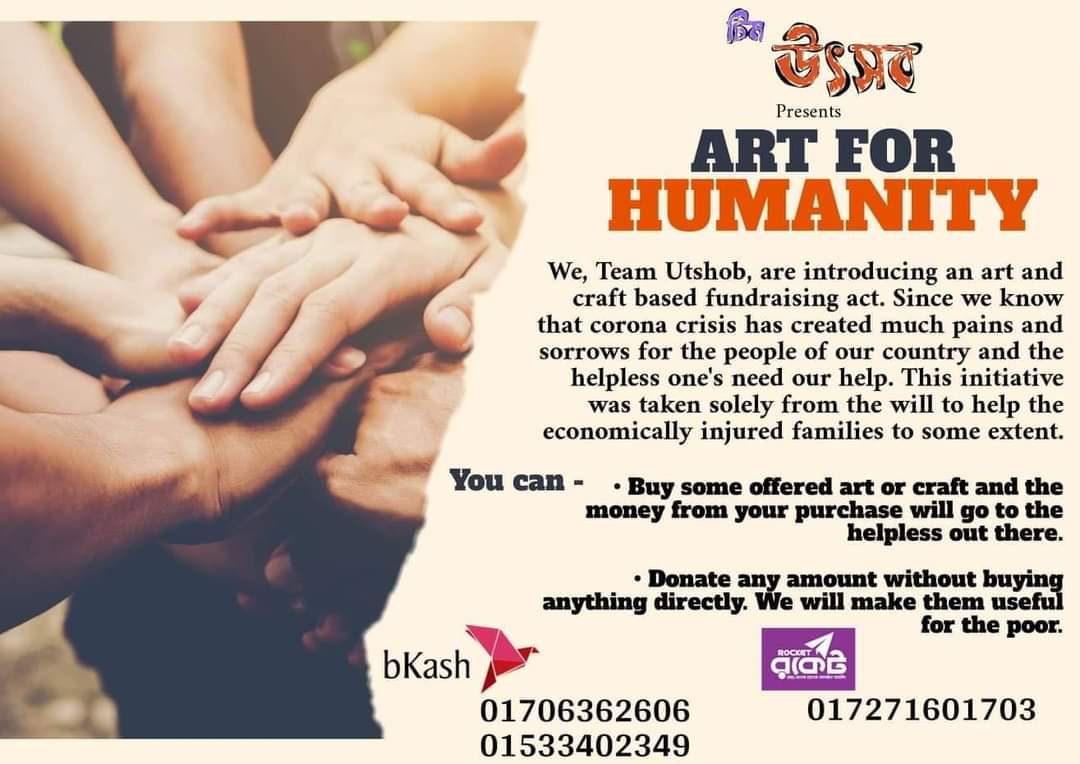 টিম
উৎসব
Presents
ART FOR
HUMANITY
We, Team Utshob, are introducing an art and
craft based fundraising act. Since we know
that corona crisis has created much pains and
sorrows for the people of our country and the
helpless one's need our help. This initiative
was taken solely from the will to help the
economically injured families to some extent.
You can -
• Buy some offered art or craft and the
money from your purchase will go to the
helpless out there.
• Donate any amount without buying
anything directly. We will make them useful
for the poor.
bKash
01706362606
01533402349
ROCKET
রকেট
017271601703